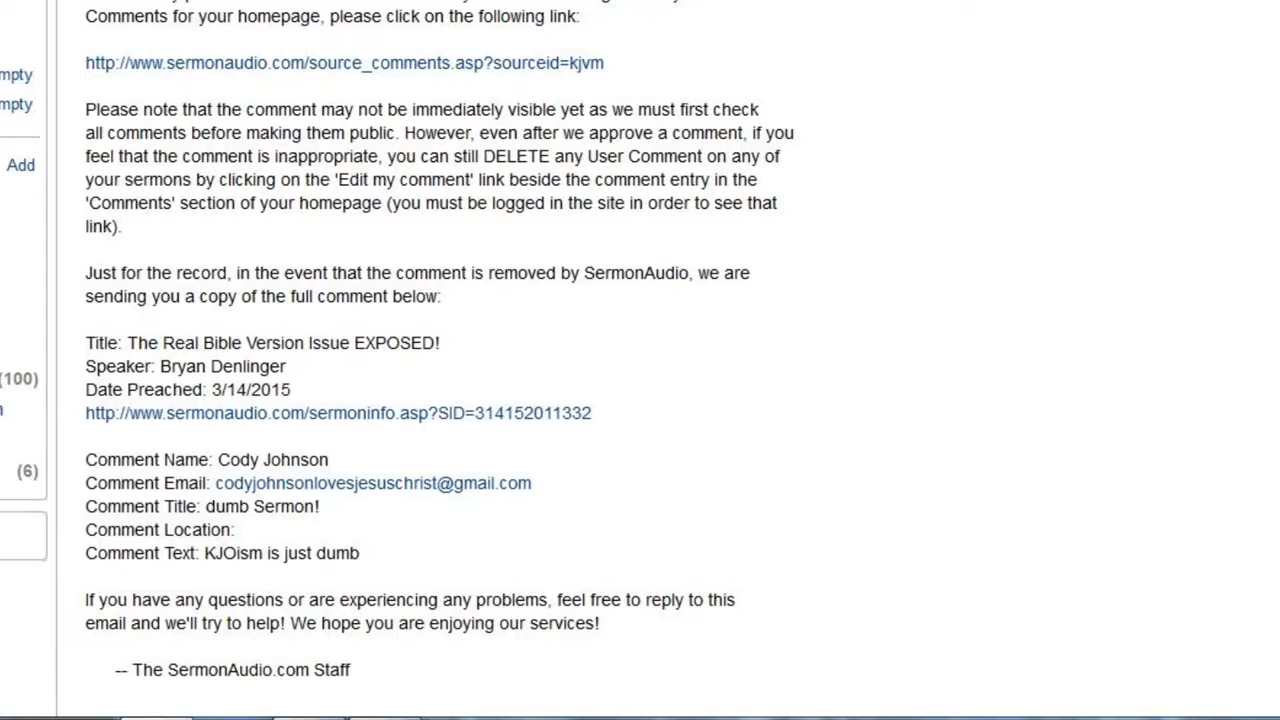 Comments for your homepage, please click on the following link:
http://www.sermonaudio.com/source_comments.asp?sourceid=kjvm
mpty
mpty
Please note that the comment may not be immediately visible yet as we must first check
all comments before making them public. However, even after we approve a comment, if you
feel that the comment is inappropriate, you can still DELETE any User Comment on any of
Add
your sermons by clicking on the 'Edit my comment' link beside the comment entry in the
'Comments' section of your homepage (you must be logged in the site in order to see that
link).
Just for the record, in the event that the comment is removed by SermonAudio, we are
sending you a copy of the full comment below:
Title: The Real Bible Version Issue EXPOSED!
Speaker: Bryan Denlinger
(100)
Date Preached: 3/14/2015
http://www.sermonaudio.com/sermoninfo.asp?SID=314152011332
Comment Name: Cody Johnson
(6)
Comment Email: codyjohnsonlovesjesuschrist@gmail.com
Comment Title: dumb Sermon!
Comment Location:
Comment Text: KJOism is just dumb
If you have any questions or are experiencing any problems, feel free to reply to this
email and we'll try to help! We hope you are enjoying our services!
-- The SermonAudio.com Staff